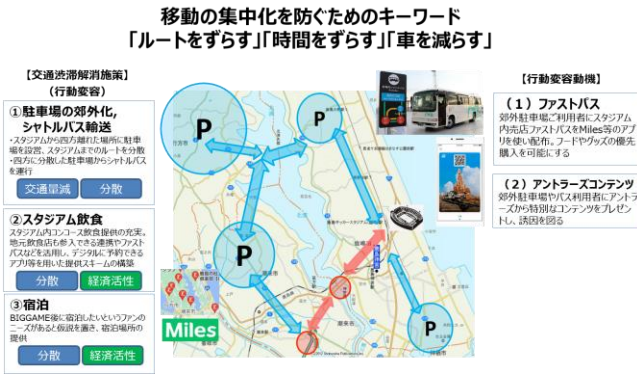 移動の集中化を防ぐためのキーワード
「ルートをずらす」「時間をずらす」「車を減らす」
【交通渋滞解消施策】
(行動変容)
①駐車場の郊外化,
シャトルバス輸送
・スタジアムから四方離れた場所に駐車
場を設営、スタジアムまでのルートを分散
・四方に分散した駐車場からシャトルバス
を運行
交通量減
分散
②スタジアム飲食
スタジアム内コンコース飲食提供の充実。
地元飲食店も参入できる連携やファスト
パスなどを活用し、デジタルに予約できる
アプリ等を用いた提供スキームの構築
分散
経済活性
③宿泊
BIGGAME後に宿泊したいというファンの
ニーズがあると仮説を置き、宿泊場所の
提供
分散
経済活性
P
P
P
P
Miles
【行動変容動機】
(1)ファストパス
郊外駐車場ご利用者にスタジアム
内売店ファストパスをMiles等のアプ
リを使い配布。フードやグッズの優先
購入を可能にする
(2)アントラーズコンテンツ
郊外駐車場やバス利用者にアントラ
ーズから特別なコンテンツをプレゼン
トし、誘因を図る